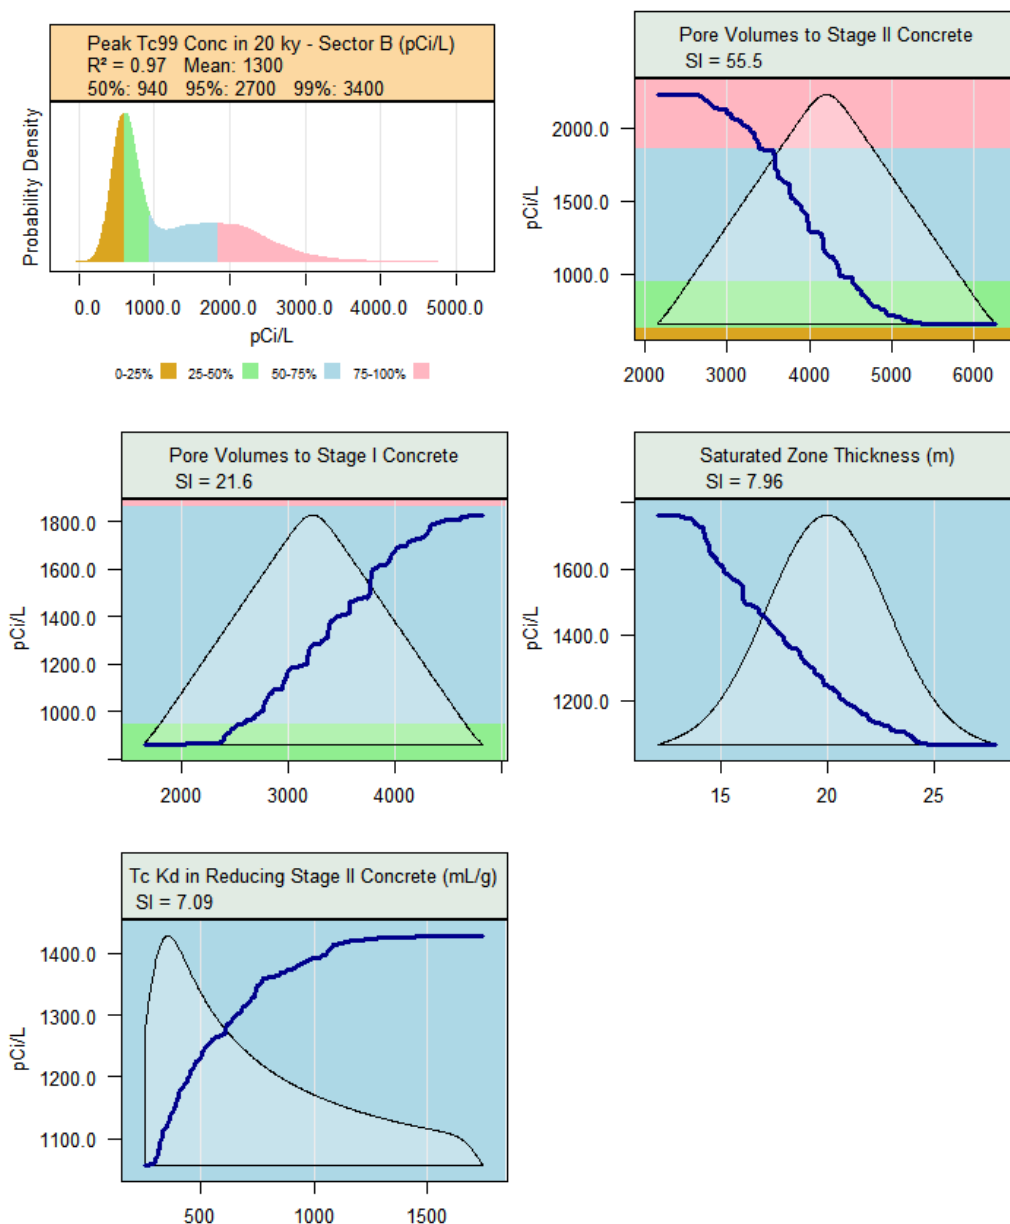 Peak Tc99 Conc in 20 ky - Sector B (pCi/L)
R² = 0.97 Mean: 1300
50%: 940 95%: 2700 99%: 3400
Probability Density
0.0 1000.0 2000.0 3000.0 4000.0 5000.0
pCi/L
0-25% 25-50% 50-75% 75-100%
Pore Volumes to Stage II Concrete
SI = 55.5
2000.0
1500.0
1000.0
pCi/L
2000 3000 4000 5000 6000
Pore Volumes to Stage I Concrete
SI = 21.6
1800.0
1600.0
1400.0
1200.0
1000.0
pCi/L
2000 3000 4000
Saturated Zone Thickness (m)
SI = 7.96
1600.0
1400.0
1200.0
pCi/L
15 20 25
Tc Kd in Reducing Stage II Concrete (mL/g)
SI = 7.09
1400.0
1300.0
1200.0
1100.0
pCi/L
500 1000 1500